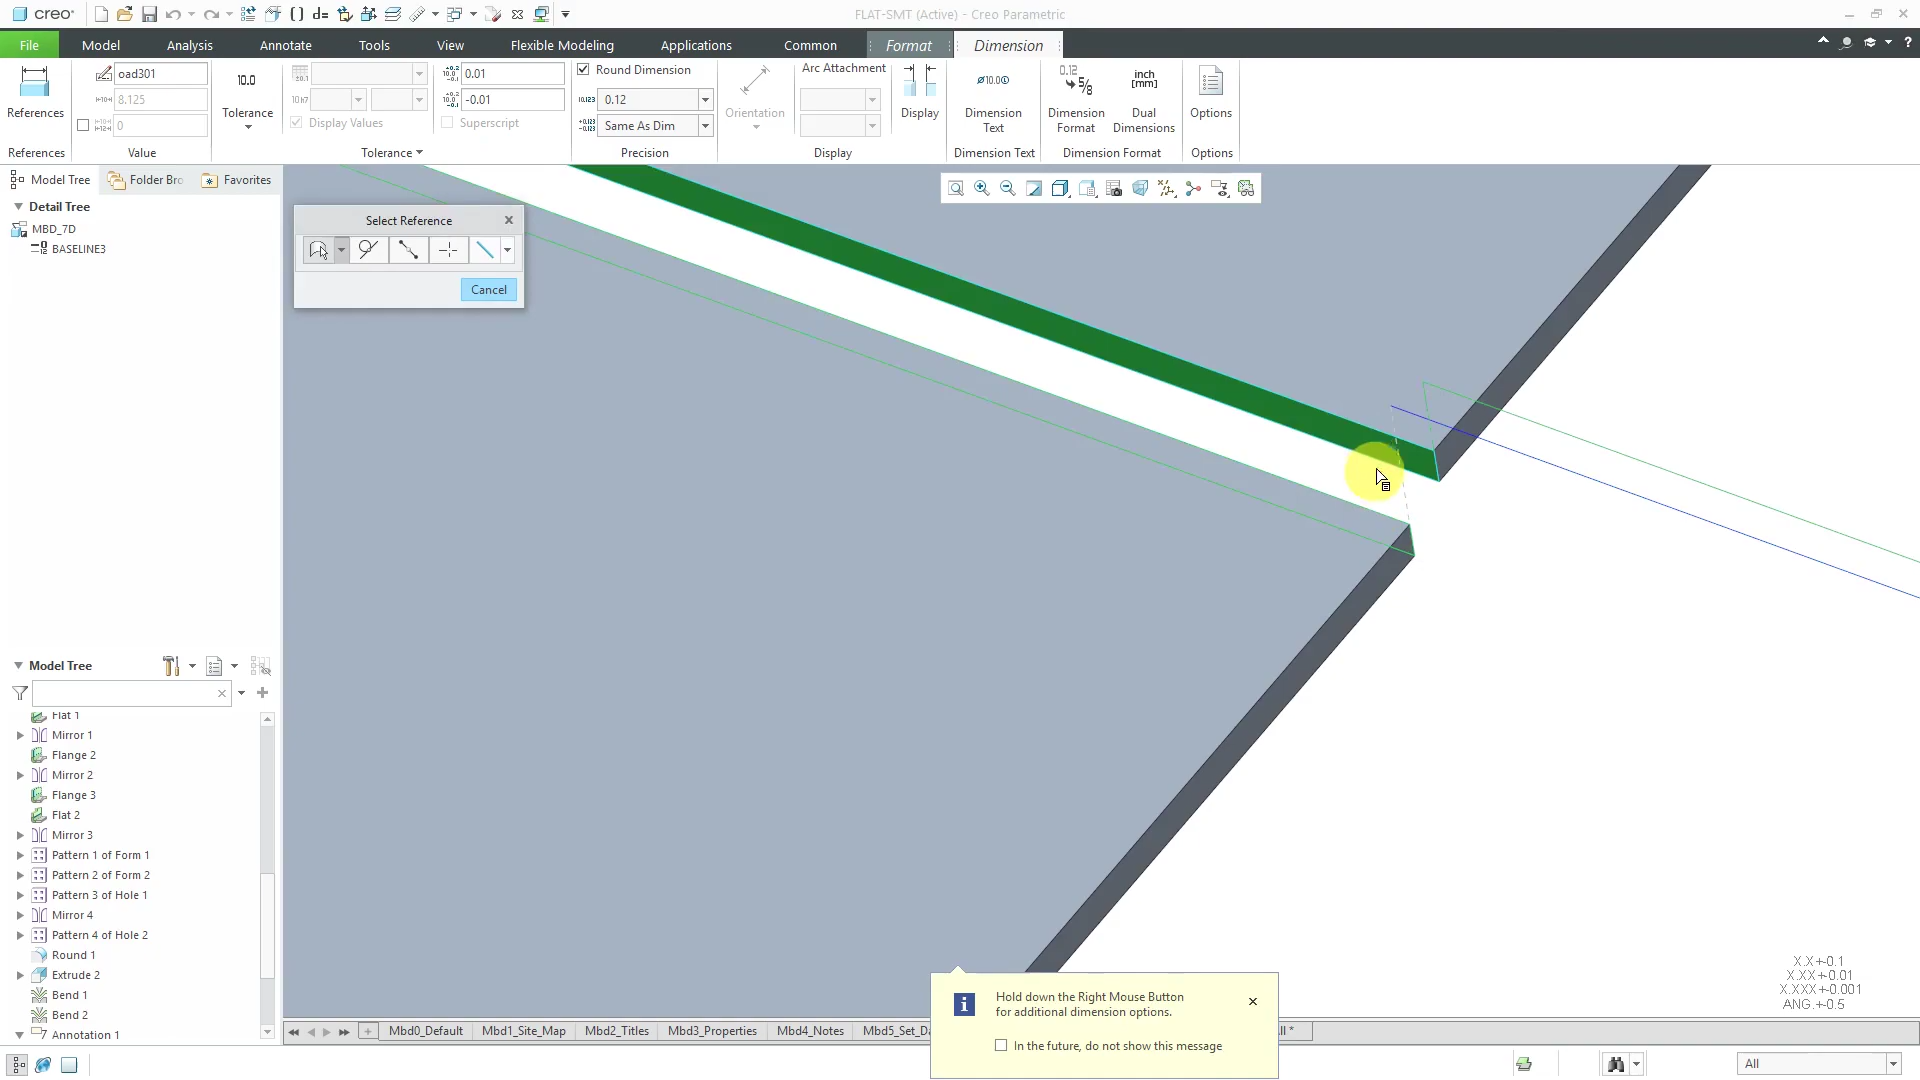 creo
FLAT-SMT (Active) - Creo Parametric
File
Model
Analysis
Annotate
Tools
View
Flexible Modeling
Applications
Common
Format
Dimension
References
oad301
8.125
0
10.0
Tolerance
Display Values
0.01
-0.01
Superscript
Round Dimension
0.12
Same As Dim
Orientation
Arc Attachment
Display
Dimension
Text
Dimension
Format
inch
[mm]
Dual
Dimensions
Options
References
Value
Tolerance
Precision
Display
Dimension Text
Dimension Format
Options
Model Tree
Folder Bro
Favorites
Detail Tree
MBD_7D
BASELINE3
Select Reference
Cancel
Model Tree
Flat 1
Mirror 1
Flange 2
Mirror 2
Flange 3
Flat 2
Mirror 3
Pattern 1 of Form 1
Pattern 2 of Form 2
Pattern 3 of Hole 1
Mirror 4
Pattern 4 of Hole 2
Round 1
Extrude 2
Bend 1
Bend 2
Annotation 1
X.X+-0.1
X.XX+-0.01
X.XXX+-0.001
ANG.+-0.5
Hold down the Right Mouse Button
for additional dimension options.
In the future, do not show this message
Mbd0_Default
Mbd1_Site_Map
Mbd2_Titles
Mbd3_Properties
Mbd4_Notes
Mbd5_Set_Da
All